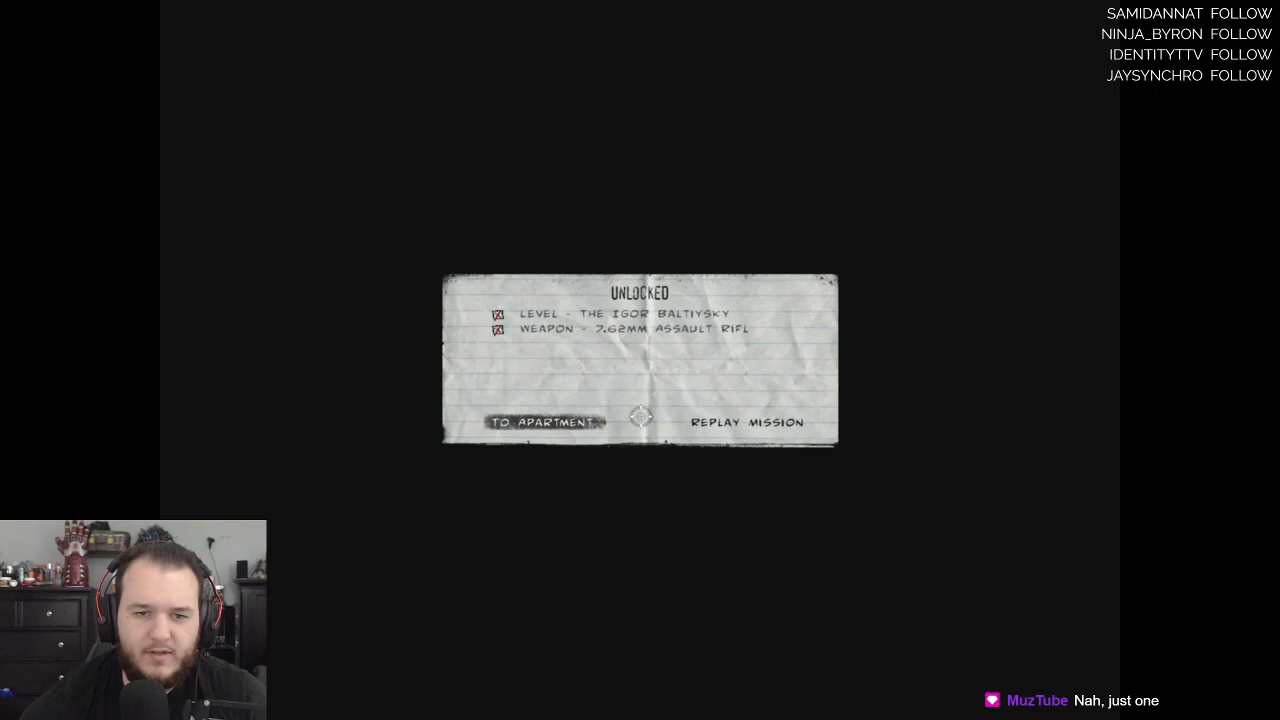 SAMIDANNAT FOLLOW
NINJA_BYRON FOLLOW
IDENTITYTTV FOLLOW
JAYSYNCHRO FOLLOW
UNLOCKED
LEVEL - THE IGOR BALTIYSKY
WEAPON - 7.62MM ASSAULT RIFL
TO APARTMENT
REPLAY MISSION
MuzTube Nah, just one